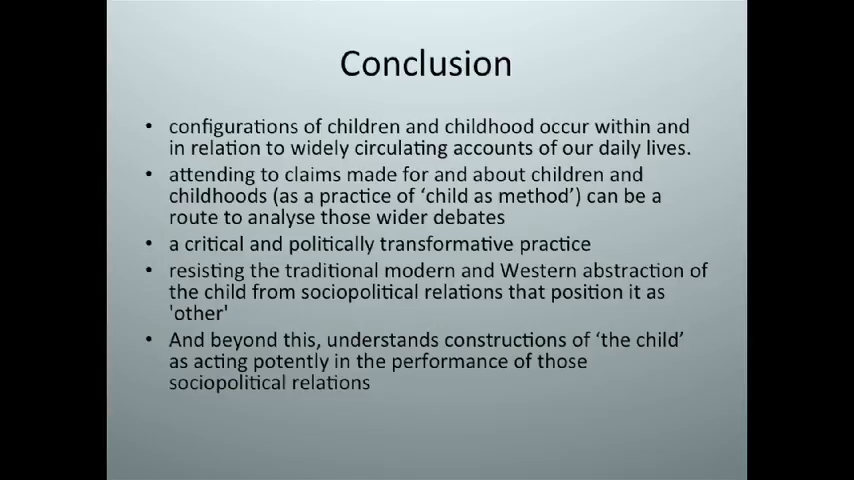 Conclusion
• configurations of children and childhood occur within and
in relation to widely circulating accounts of our daily lives.
• attending to claims made for and about children and
childhoods (as a practice of ‘child as method’) can be a
route to analyse those wider debates
• a critical and politically transformative practice
• resisting the traditional modern and Western abstraction of
the child from sociopolitical relations that position it as
'other'
• And beyond this, understands constructions of ‘the child’
as acting potently in the performance of those
sociopolitical relations